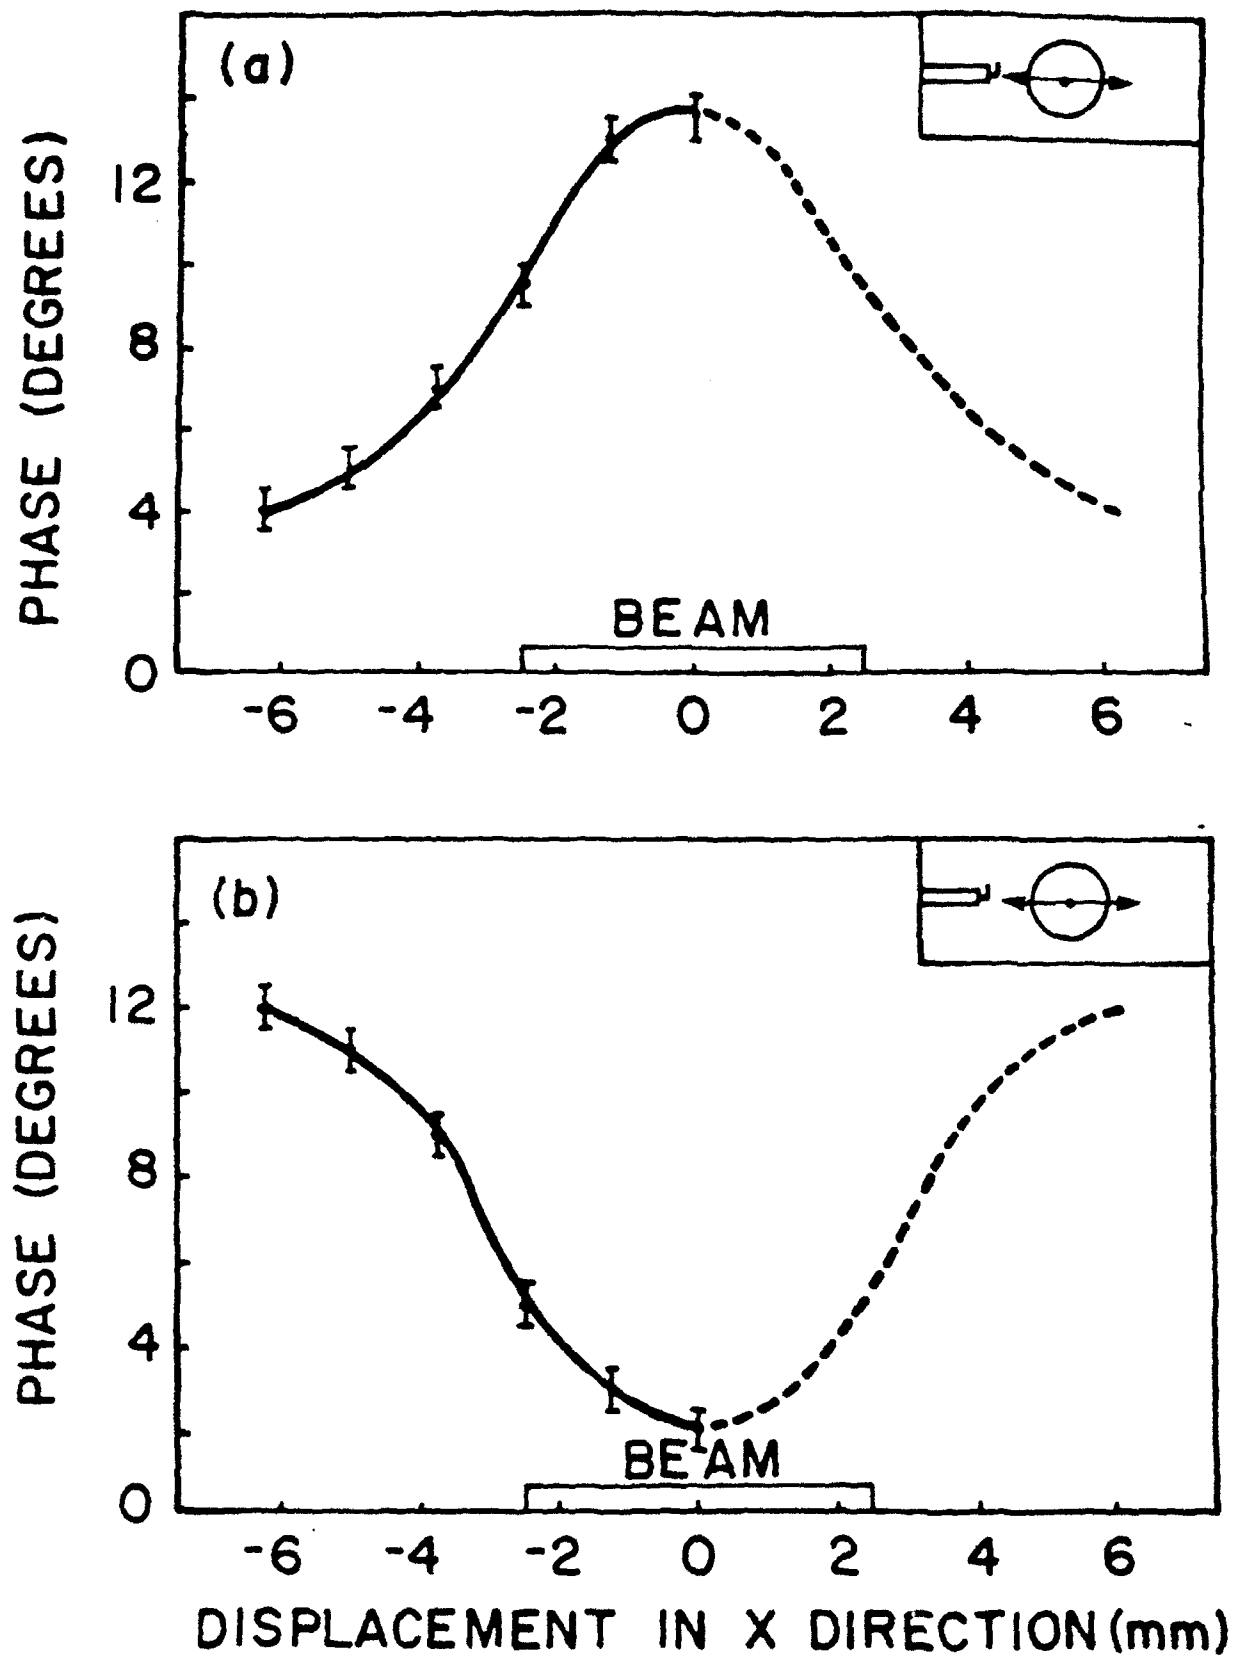 (a)
PHASE (DEGREES)
12
8
4
0
BEAM
-6 -4 -2 0 2 4 6
(b)
PHASE (DEGREES)
12
8
4
0
BEAM
-6 -4 -2 0 2 4 6
DISPLACEMENT IN X DIRECTION (mm)